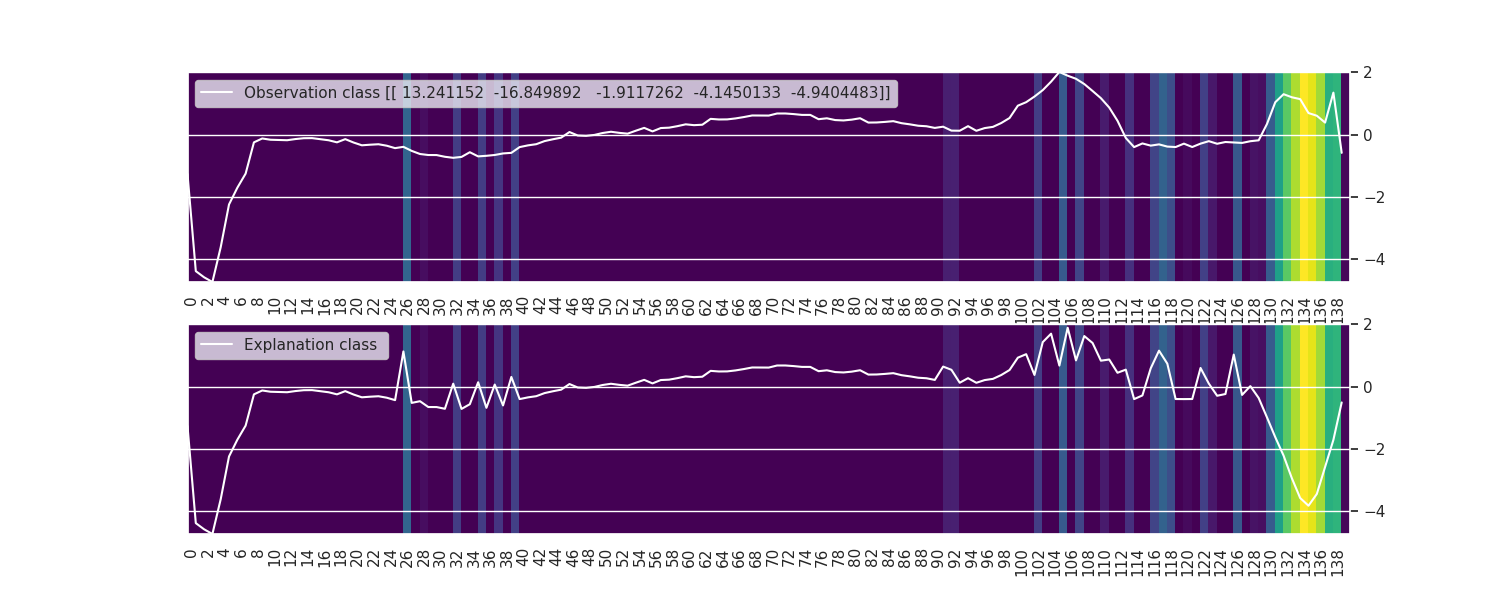 Observation class [[ 13.241152 -16.849892 -1.9117262 -4.1450133 -4.9404483]]
2
0
−2
−4
0 2 4 6 8 10 12 14 16 18 20 22 24 26 28 30 32 34 36 38 40 42 44 46 48 50 52 54 56 58 60 62 64 66 68 70 72 74 76 78 80 82 84 86 88 90 92 94 96 98 100 102 104 106 108 110 112 114 116 118 120 122 124 126 128 130 132 134 136 138
Explanation class
2
0
−2
−4
0 2 4 6 8 10 12 14 16 18 20 22 24 26 28 30 32 34 36 38 40 42 44 46 48 50 52 54 56 58 60 62 64 66 68 70 72 74 76 78 80 82 84 86 88 90 92 94 96 98 100 102 104 106 108 110 112 114 116 118 120 122 124 126 128 130 132 134 136 138